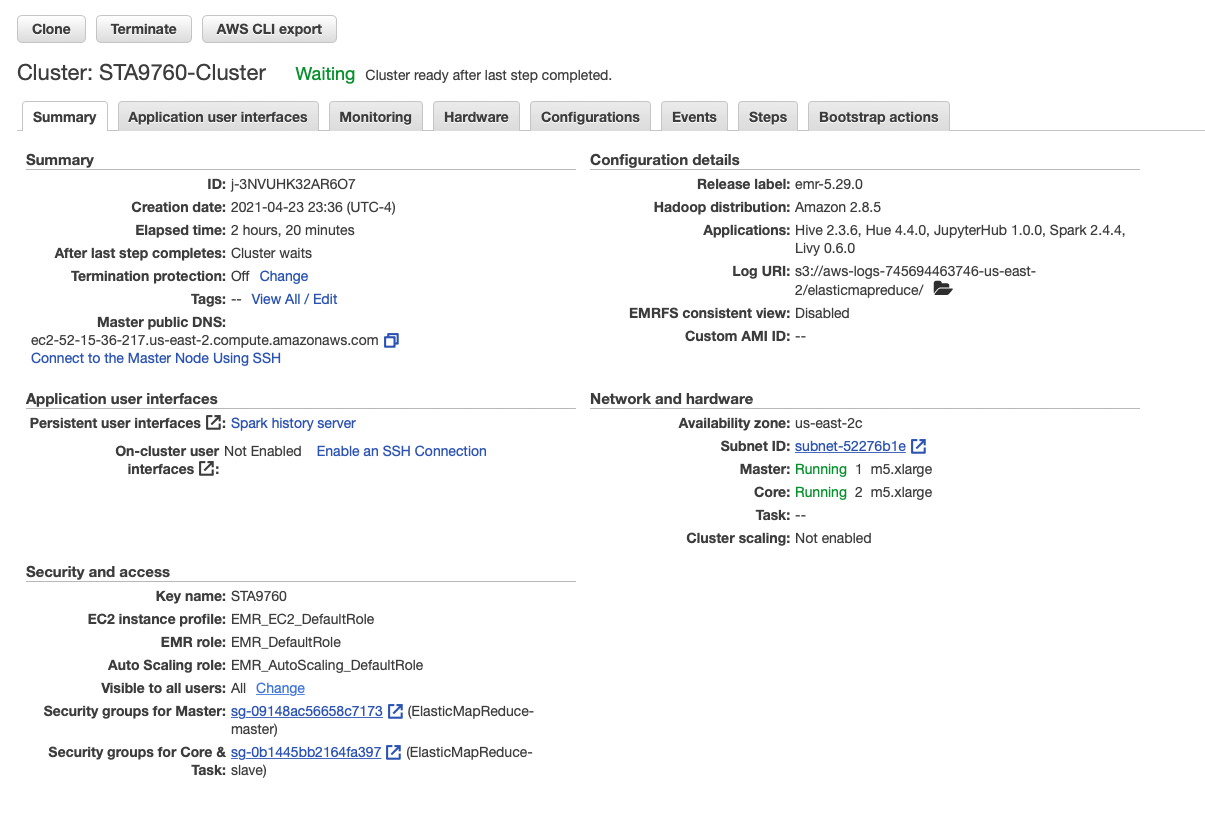 Clone Terminate AWS CLI export
Cluster: STA9760-Cluster Waiting Cluster ready after last step completed.
Summary Application user interfaces Monitoring Hardware Configurations Events Steps Bootstrap actions
Summary
ID: j-3NVUHK32AR6O7
Creation date: 2021-04-23 23:36 (UTC-4)
Elapsed time: 2 hours, 20 minutes
After last step completes: Cluster waits
Termination protection: Off Change
Tags: -- View All / Edit
Master public DNS:
ec2-52-15-36-217.us-east-2.compute.amazonaws.com
Connect to the Master Node Using SSH
Configuration details
Release label: emr-5.29.0
Hadoop distribution: Amazon 2.8.5
Applications: Hive 2.3.6, Hue 4.4.0, JupyterHub 1.0.0, Spark 2.4.4,
Livy 0.6.0
Log URI: s3://aws-logs-745694463746-us-east-
2/elasticmapreduce/
EMRFS consistent view: Disabled
Custom AMI ID: --
Application user interfaces
Persistent user interfaces : Spark history server
On-cluster user Not Enabled Enable an SSH Connection
interfaces :
Network and hardware
Availability zone: us-east-2c
Subnet ID: subnet-52276b1e
Master: Running 1 m5.xlarge
Core: Running 2 m5.xlarge
Task: --
Cluster scaling: Not enabled
Security and access
Key name: STA9760
EC2 instance profile: EMR_EC2_DefaultRole
EMR role: EMR_DefaultRole
Auto Scaling role: EMR_AutoScaling_DefaultRole
Visible to all users: All Change
Security groups for Master: sg-09148ac56658c7173 (ElasticMapReduce-
master)
Security groups for Core & sg-0b1445bb2164fa397 (ElasticMapReduce-
Task: slave)